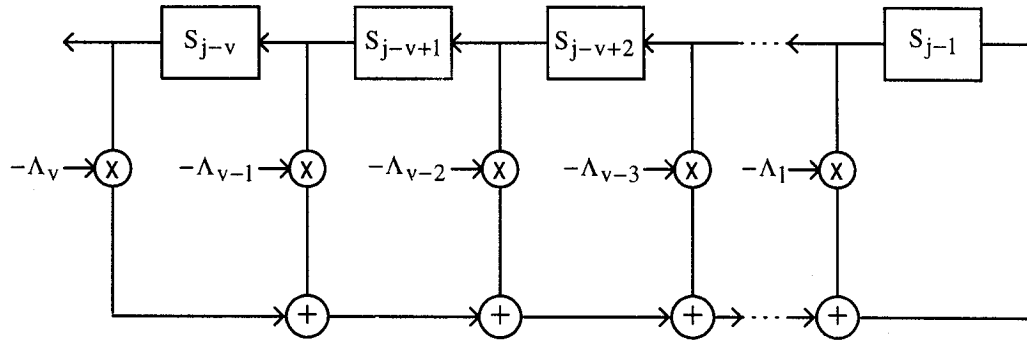 S_{j-v} S_{j-v+1} S_{j-v+2} ..... S_{j-1}
-Λ_v X -Λ_{v-1} X -Λ_{v-2} X -Λ_{v-3} X -Λ_1 X
+ + + ..... +